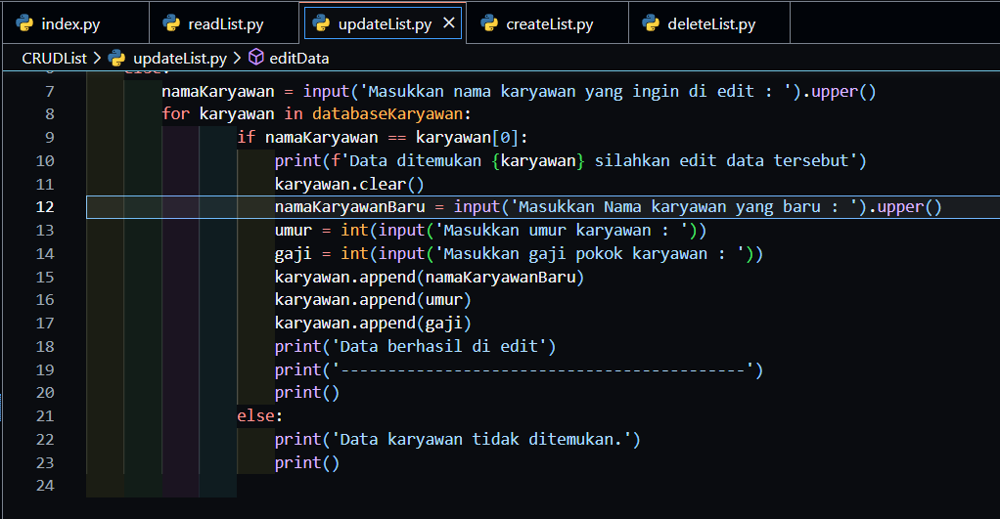 index.py readList.py updateList.py createList.py deleteList.py
CRUDList > updateList.py > editData
else:
7 namaKaryawan = input('Masukkan nama karyawan yang ingin di edit : ').upper()
8 for karyawan in databaseKaryawan:
9 if namaKaryawan == karyawan[0]:
10 print(f'Data ditemukan {karyawan} silahkan edit data tersebut')
11 karyawan.clear()
12 namaKaryawanBaru = input('Masukkan Nama karyawan yang baru : ').upper()
13 umur = int(input('Masukkan umur karyawan : '))
14 gaji = int(input('Masukkan gaji pokok karyawan : '))
15 karyawan.append(namaKaryawanBaru)
16 karyawan.append(umur)
17 karyawan.append(gaji)
18 print('Data berhasil di edit')
19 print('-------------------------------------------')
20 print()
21 else:
22 print('Data karyawan tidak ditemukan.')
23 print()
24